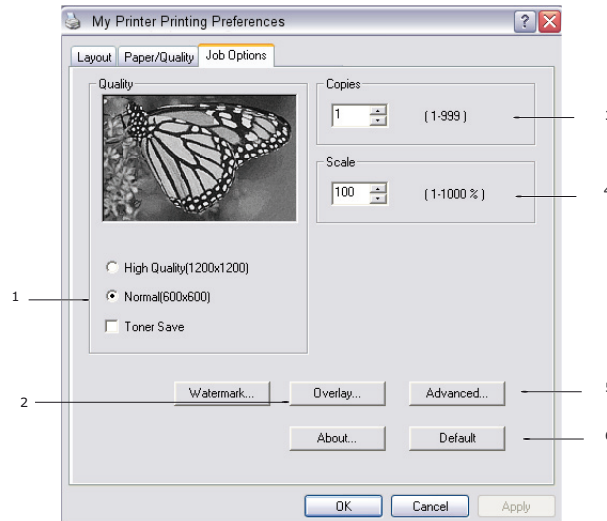 My Printer Printing Preferences
Layout Paper/Quality Job Options
Quality
Copies
1 (1-999)
Scale
100 (1-1000 %)
High Quality(1200x1200)
1
Normal(600x600)
Toner Save
Watermark... Overlay... Advanced...
2
About... Default
OK Cancel Apply